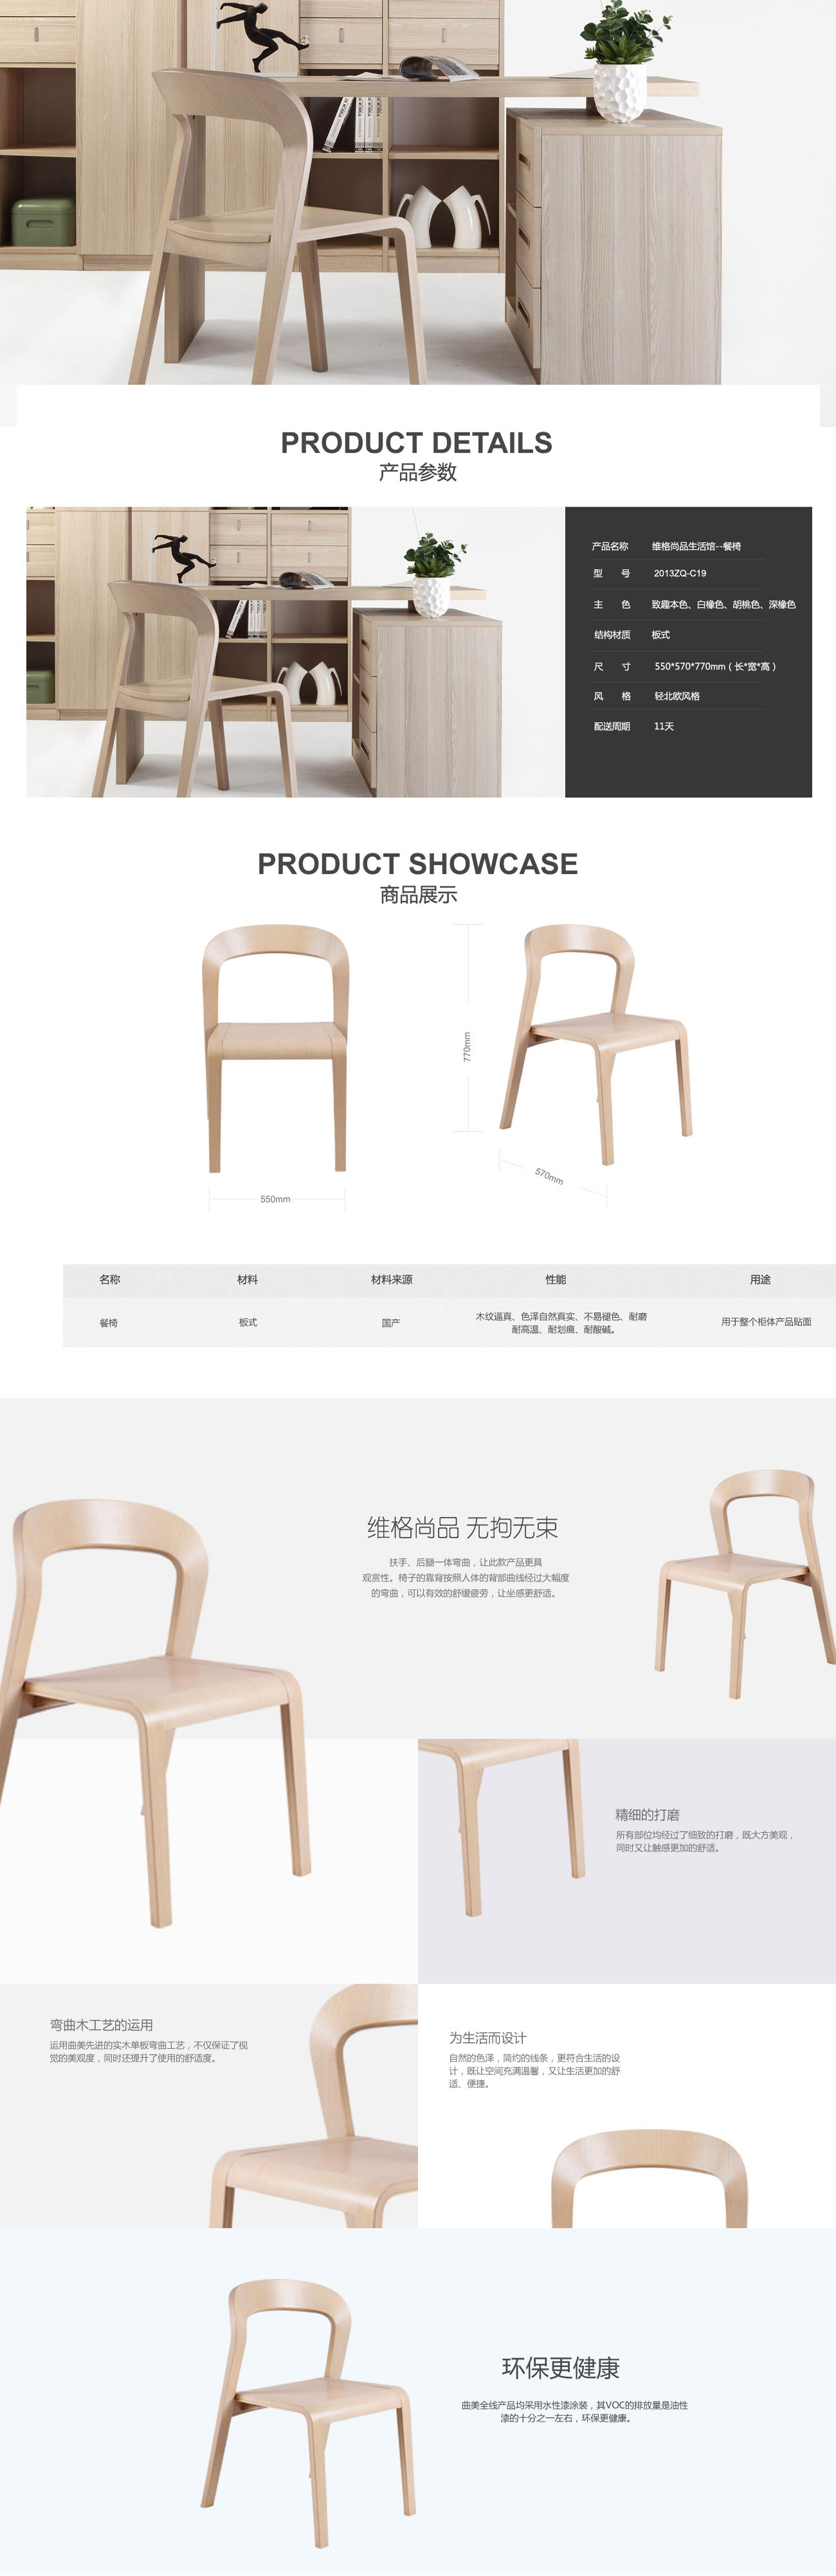 PRODUCT DETAILS
产品参数
产品名称 维格尚品生活馆--餐椅
型 号 2013ZQ-C19
主 色 致趣本色、白橡色、胡桃色、深橡色
结构材质 板式
尺 寸 550*570*770mm（长*宽*高）
风 格 轻北欧风格
配送周期 11天
PRODUCT SHOWCASE
商品展示
770mm
570mm
550mm
名称 材料 材料来源 性能 用途
餐椅 板式 国产 木纹逼真、色泽自然真实、不易褪色、耐磨 用于整个柜体产品贴面
耐高温、耐划痕、耐酸碱。
维格尚品 无拘无束
扶手、后腿一体弯曲，让此款产品更具
观赏性。椅子的靠背按照人体的背部曲线经过大幅度
的弯曲，可以有效的舒缓疲劳，让坐感更舒适。
精细的打磨
所有部位均经过了细致的打磨，既大方美观，
同时又让触感更加的舒适。
弯曲木工艺的运用
运用曲美先进的实木单板弯曲工艺，不仅保证了视
觉的美观度，同时还提升了使用的舒适度。
为生活而设计
自然的色泽，简约的线条，更符合生活的设
计，既让空间充满温馨，又让生活更加的舒
适、便捷。
环保更健康
曲美全线产品均采用水性漆涂装，其VOC的排放量是油性
漆的十分之一左右，环保更健康。